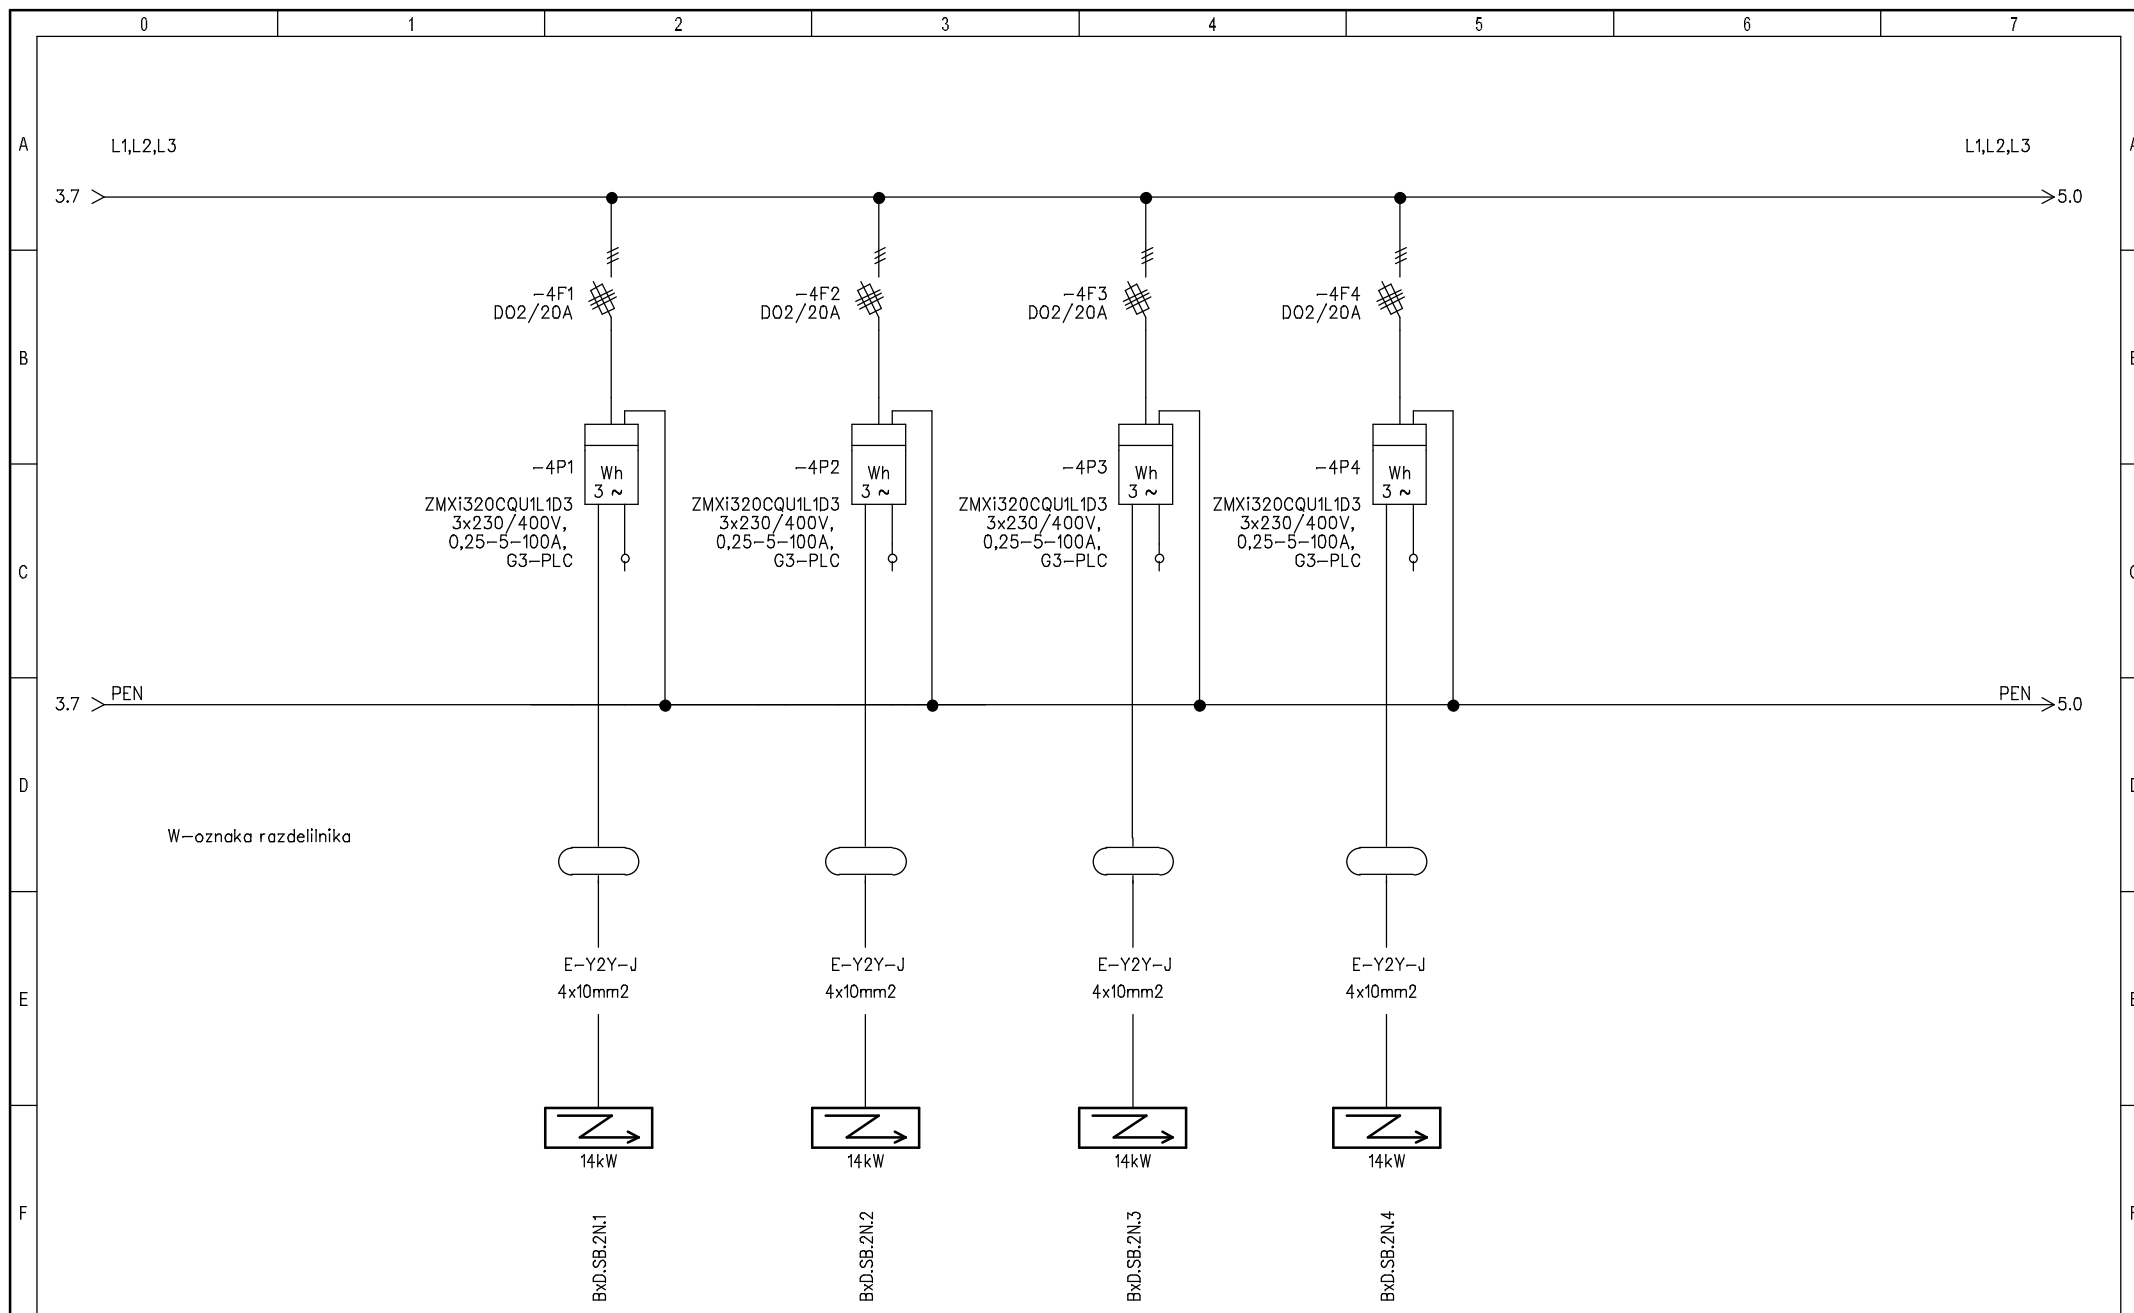 0 1 2 3 4 5 6 7
A L1,L2,L3 L1,L2,L3 A
3.7 5.0
-4F1 -4F2 -4F3 -4F4
DO2/20A DO2/20A DO2/20A DO2/20A
B
-4P1 Wh -4P2 Wh -4P3 Wh -4P4 Wh
3 ~ 3 ~ 3 ~ 3 ~
ZMXi320CQU1L1D3 ZMXi320CQU1L1D3 ZMXi320CQU1L1D3 ZMXi320CQU1L1D3
3x230/400V, 3x230/400V, 3x230/400V, 3x230/400V,
0,25-5-100A, 0,25-5-100A, 0,25-5-100A, 0,25-5-100A,
G3-PLC G3-PLC G3-PLC G3-PLC
C
PEN PEN
3.7 5.0
D
W-oznaka razdelilnika
E-Y2Y-J E-Y2Y-J E-Y2Y-J E-Y2Y-J
E 4x10mm2 4x10mm2 4x10mm2 4x10mm2
14kW 14kW 14kW 14kW
F
BxD.SB.2N.1 BxD.SB.2N.2 BxD.SB.2N.3 BxD.SB.2N.4